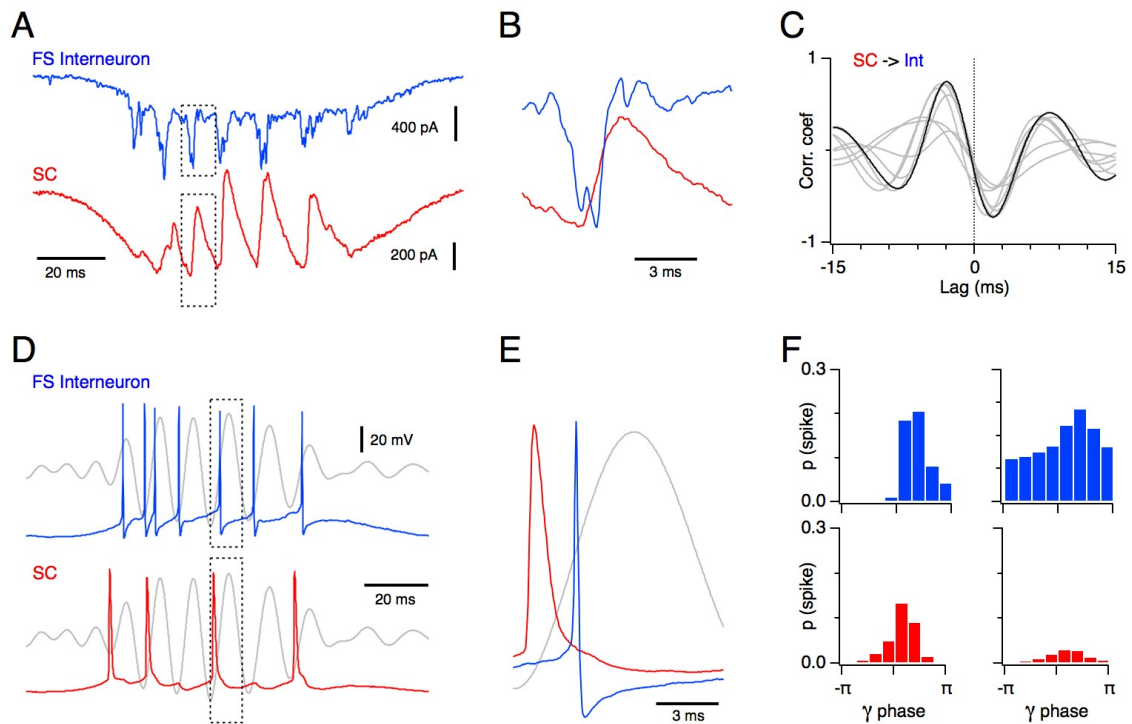 A
FS Interneuron
400 pA
SC
200 pA
20 ms
B
3 ms
C
SC -> Int
1
Corr. coef
-1
-15
0
15
Lag (ms)
D
FS Interneuron
20 mV
SC
20 ms
E
3 ms
F
0.3
p (spike)
0.0
0.3
p (spike)
0.0
-π
π
-π
π
γ phase
γ phase